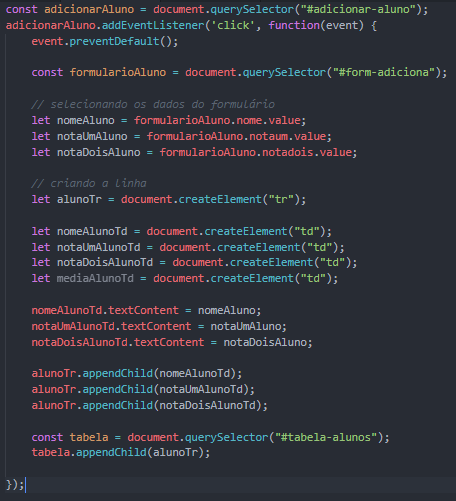 const adicionarAluno = document.querySelector("#adicionar-aluno");
adicionarAluno.addEventListener('click', function(event) {
    event.preventDefault();

    const formularioAluno = document.querySelector("#form-adiciona");

    // selecionando os dados do formulário
    let nomeAluno = formularioAluno.nome.value;
    let notaUmAluno = formularioAluno.notaum.value;
    let notaDoisAluno = formularioAluno.notadois.value;

    // criando a linha
    let alunoTr = document.createElement("tr");

    let nomeAlunoTd = document.createElement("td");
    let notaUmAlunoTd = document.createElement("td");
    let notaDoisAlunoTd = document.createElement("td");
    let mediaAlunoTd = document.createElement("td");

    nomeAlunoTd.textContent = nomeAluno;
    notaUmAlunoTd.textContent = notaUmAluno;
    notaDoisAlunoTd.textContent = notaDoisAluno;

    alunoTr.appendChild(nomeAlunoTd);
    alunoTr.appendChild(notaUmAlunoTd);
    alunoTr.appendChild(notaDoisAlunoTd);

    const tabela = document.querySelector("#tabela-alunos");
    tabela.appendChild(alunoTr);

});